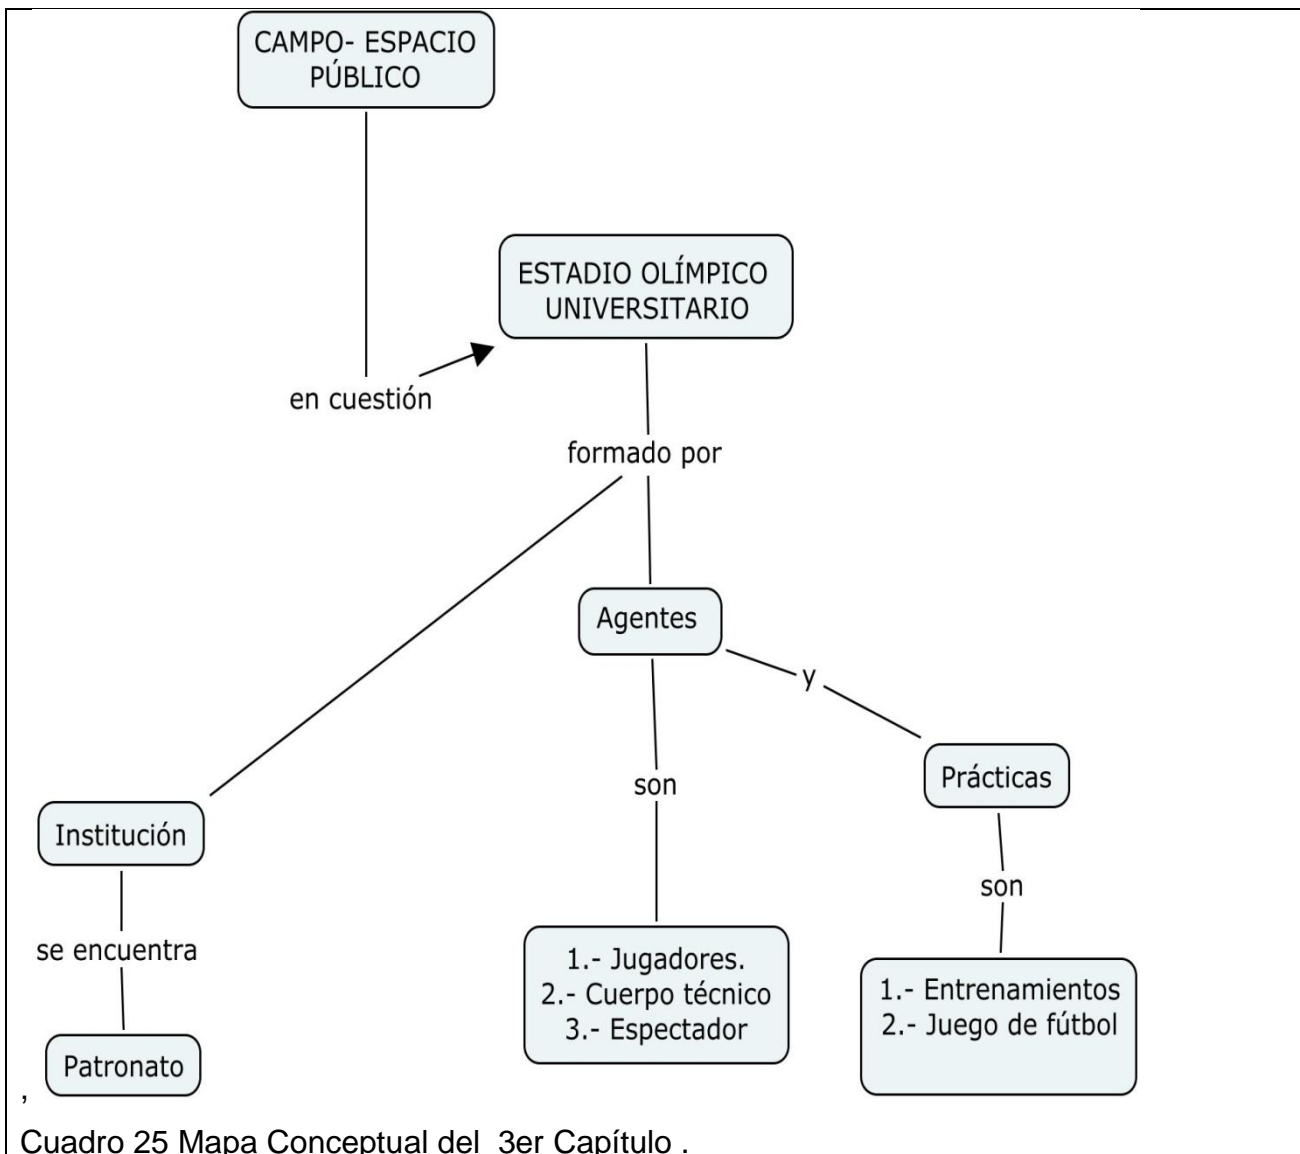 CAMPO- ESPACIO
PÚBLICO
ESTADIO OLÍMPICO
UNIVERSITARIO
en cuestión
formado por
Agentes
y
Prácticas
son
Institución
son
se encuentra
1.- Jugadores.
2.- Cuerpo técnico
3.- Espectador
1.- Entrenamientos
2.- Juego de fútbol
Patronato
,
Cuadro 25 Mapa Conceptual del  3er Capítulo .